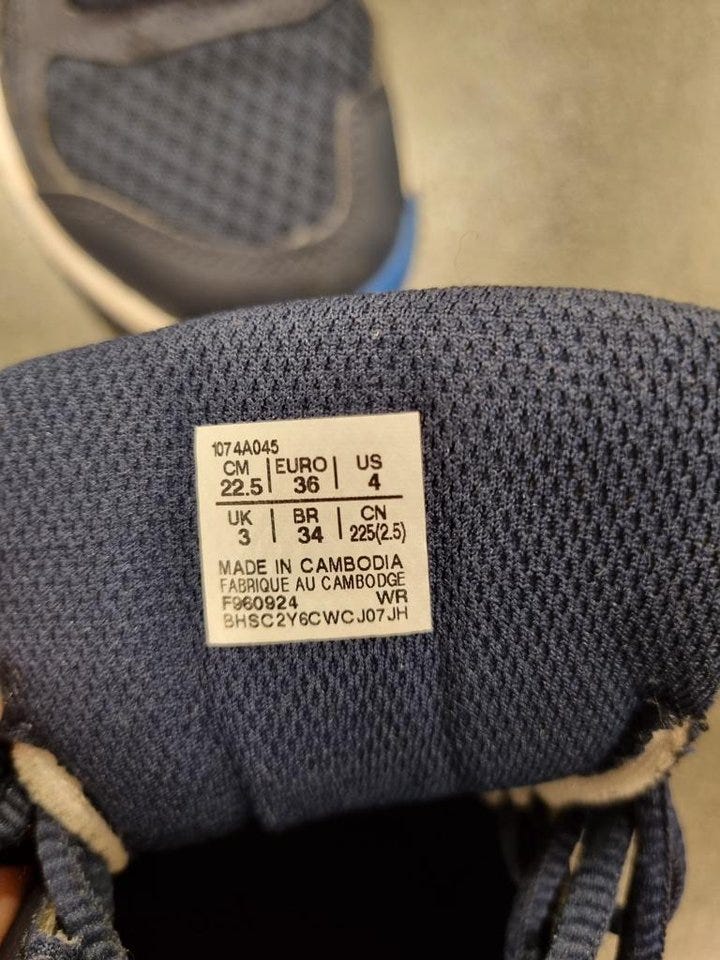 1074A045
CM | EURO | US
22.5 | 36 | 4
UK | BR | CN
3 | 34 | 225(2.5)
MADE IN CAMBODIA
FABRIQUE AU CAMBODGE
F960924 WR
BHSC2Y6CWCJ07JH